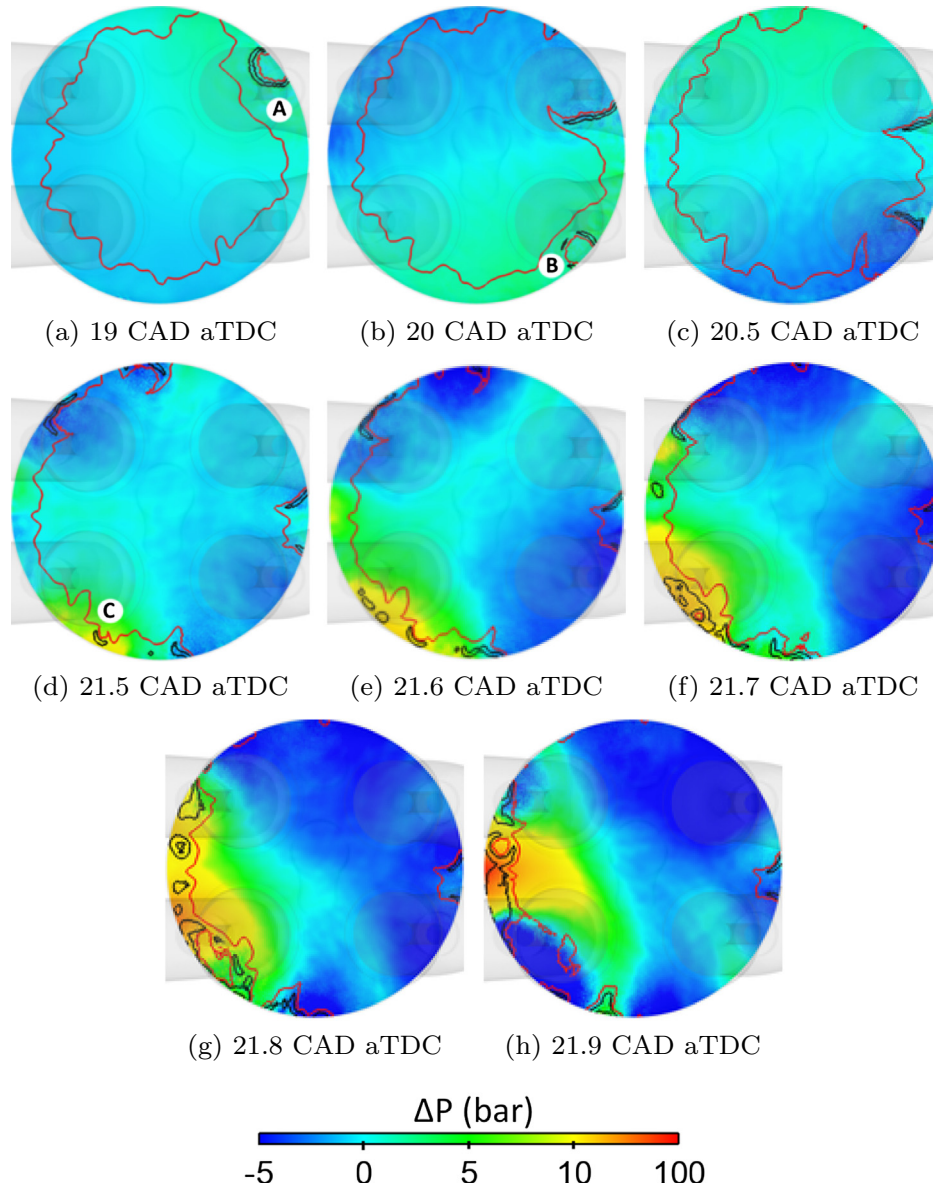 A
B
(a) 19 CAD aTDC
(b) 20 CAD aTDC
(c) 20.5 CAD aTDC
C
(d) 21.5 CAD aTDC
(e) 21.6 CAD aTDC
(f) 21.7 CAD aTDC
(g) 21.8 CAD aTDC
(h) 21.9 CAD aTDC
ΔP (bar)
-5 0 5 10 100